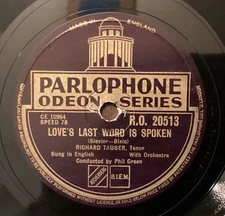 MADE IN ENGLAND
PARLOPHONE
ODEON SERIES
CE 10964
SPEED 78
R.O. 20513
LOVE'S LAST WORD IS SPOKEN
(Sievier-Bixio)
RICHARD TAUBER, Tenor
Sung in English
With Orchestra
Conducted by Phil Green
B.I.E.M.